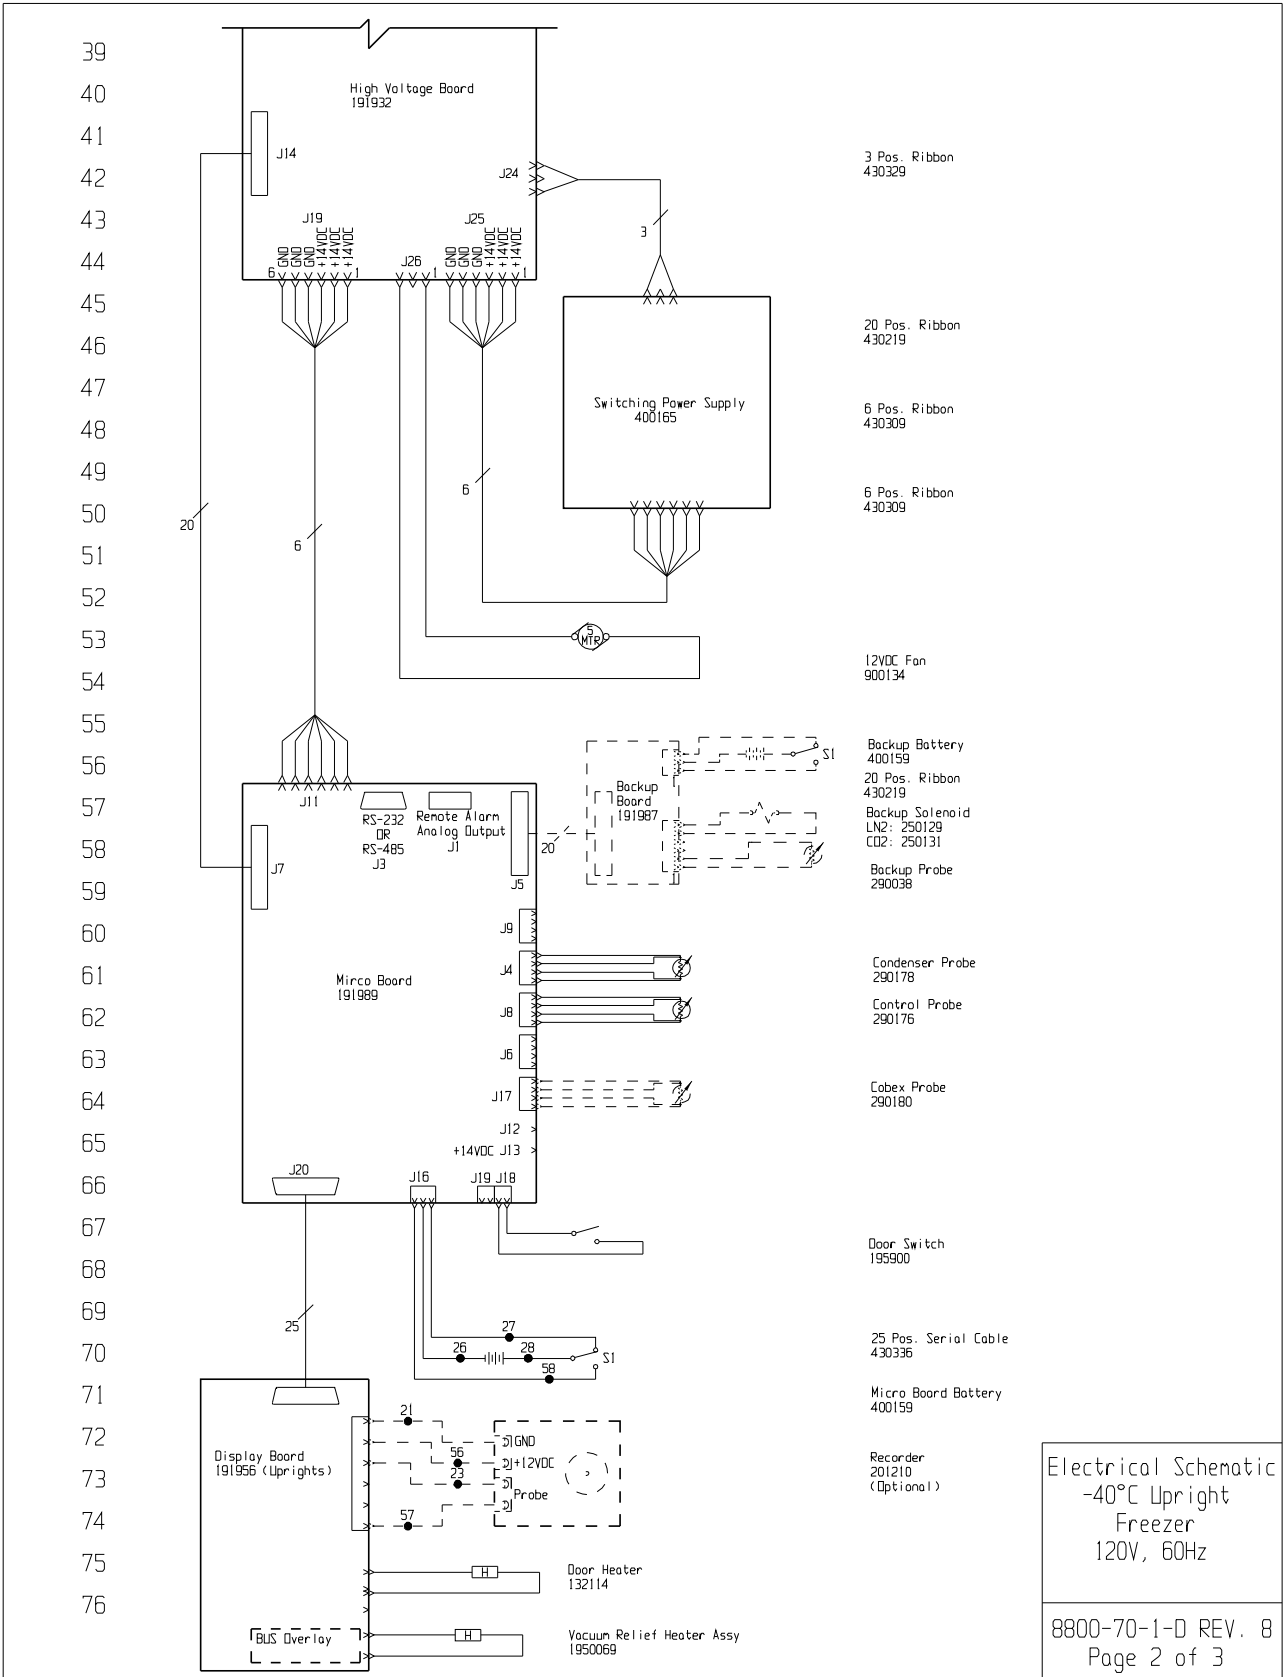 39
40
41
42
43
44
45
46
47
48
49
50
51
52
53
54
55
56
57
58
59
60
61
62
63
64
65
66
67
68
69
70
71
72
73
74
75
76
High Voltage Board
191932
J14
J24
J19
GND
GND
GND
+14VDC
+14VDC
+14VDC
6
1
J26
1
J25
GND
GND
GND
+14VDC
+14VDC
+14VDC
1
3
Switching Power Supply
400165
20
6
6
5
MTR
3 Pos. Ribbon
430329
20 Pos. Ribbon
430219
6 Pos. Ribbon
430309
6 Pos. Ribbon
430309
12VDC Fan
900134
J11
RS-232
OR
RS-485
J3
Remote Alarm
Analog Output
J1
J7
J5
20
Backup
Board
191987
S1
Backup Battery
400159
20 Pos. Ribbon
430219
Backup Solenoid
LN2: 250129
CO2: 250131
Backup Probe
290038
J9
J4
J8
J6
J17
J12
+14VDC J13
Mirco Board
191989
Condenser Probe
290178
Control Probe
290176
Cobex Probe
290180
J20
J16
J19 J18
Door Switch
195900
25
27
26
28
58
S1
25 Pos. Serial Cable
430336
Micro Board Battery
400159
Display Board
191956 (Uprights)
21
56
23
57
GND
+12VDC
Probe
Recorder
201210
(Optional)
H
Door Heater
132114
BUS Overlay
H
Vacuum Relief Heater Assy
1950069
Electrical Schematic
-40°C Upright
Freezer
120V, 60Hz
8800-70-1-D REV. 8
Page 2 of 3